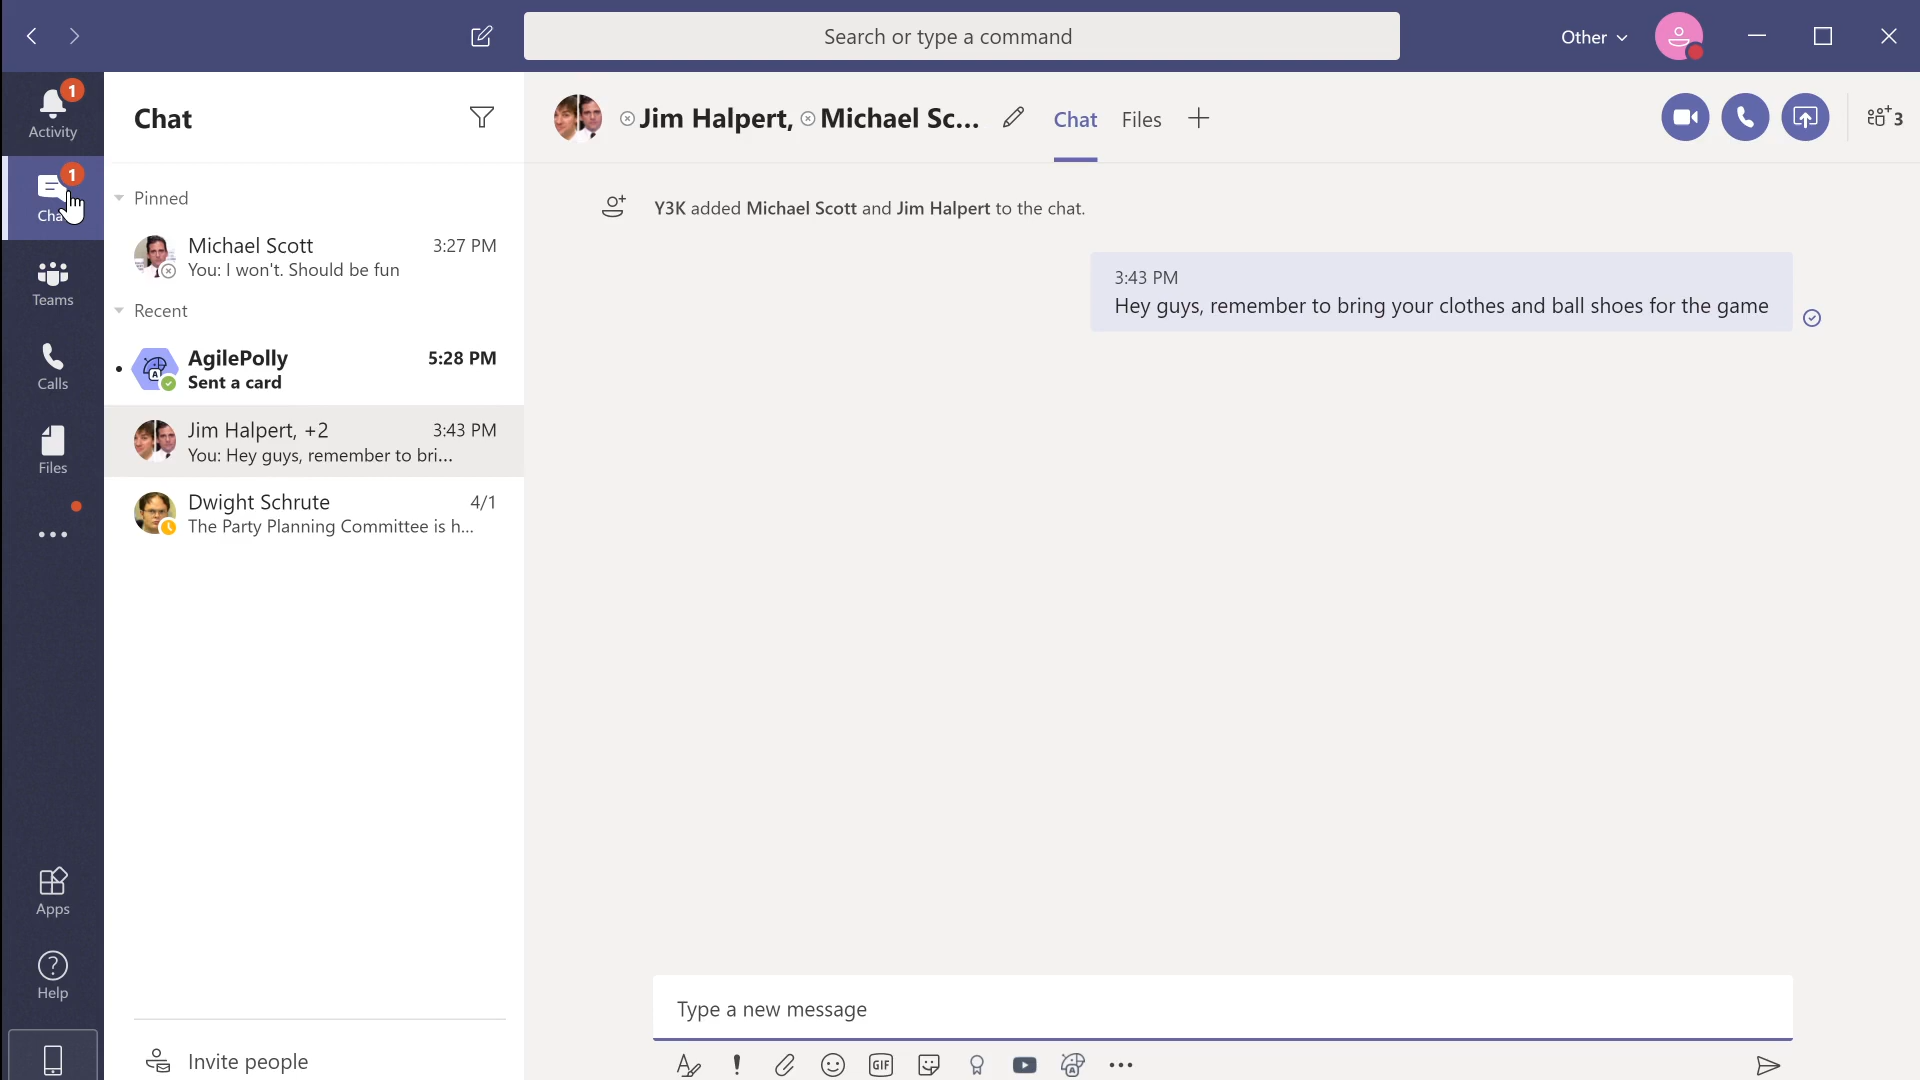 Search or type a command
Other
1
Activity
1
Cha
Teams
Calls
Files
Apps
Help
Chat
Pinned
Michael Scott 3:27 PM
You: I won't. Should be fun
Recent
AgilePolly 5:28 PM
Sent a card
Jim Halpert, +2 3:43 PM
You: Hey guys, remember to bri...
Dwight Schrute 4/1
The Party Planning Committee is h...
Invite people
Jim Halpert, Michael Sc... Chat Files 3
Y3K added Michael Scott and Jim Halpert to the chat.
3:43 PM
Hey guys, remember to bring your clothes and ball shoes for the game
Type a new message
GIF